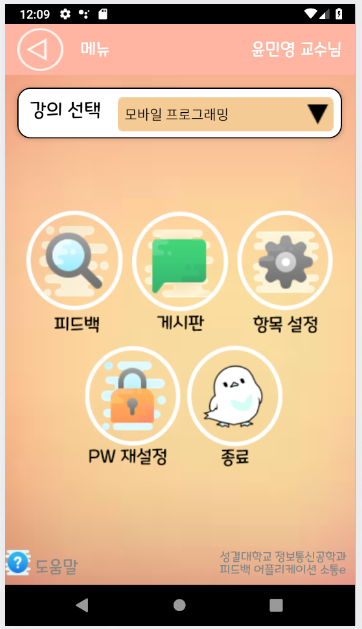 12:09
메뉴
윤민영 교수님
강의 선택
모바일 프로그래밍
피드백
게시판
항목 설정
PW 재설정
종료
? 도움말
성결대학교 정보통신공학과
피드백 어플리케이션 소통e